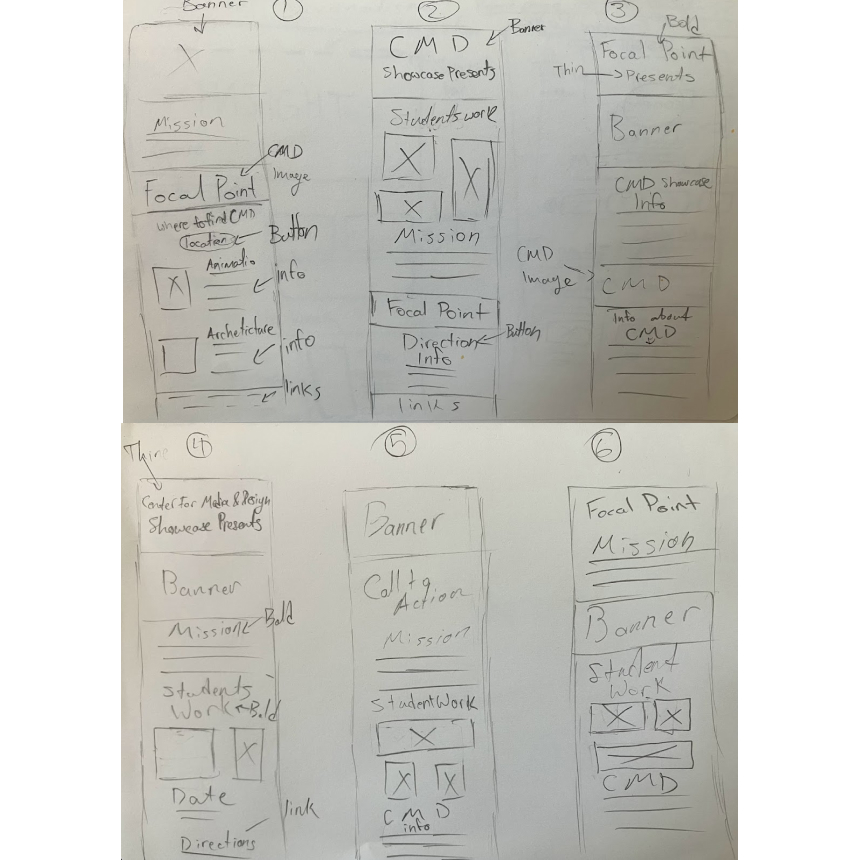 Banner
①
Mission
CMD
Image
Focal Point
where to find CMD
location
Button
Animatio
info
Archeticture
info
links
②
Banner
CMD
Showcase Presents
Students work
Mission
Focal Point
Direction
Info
Button
links
③
Bold
Focal Point
Thin
Presents
Banner
CMD Showcase
Info
CMD
Image
CMD
Info about
CMD
④
Thin
Center for Media & Design
Showcase Presents
Banner
Mission
Bold
Students
Work
Bold
Date
link
Directions
⑤
Banner
Call to
Action
Mission
Student Work
CMD
info
⑥
Focal Point
Mission
Banner
Student
Work
CMD